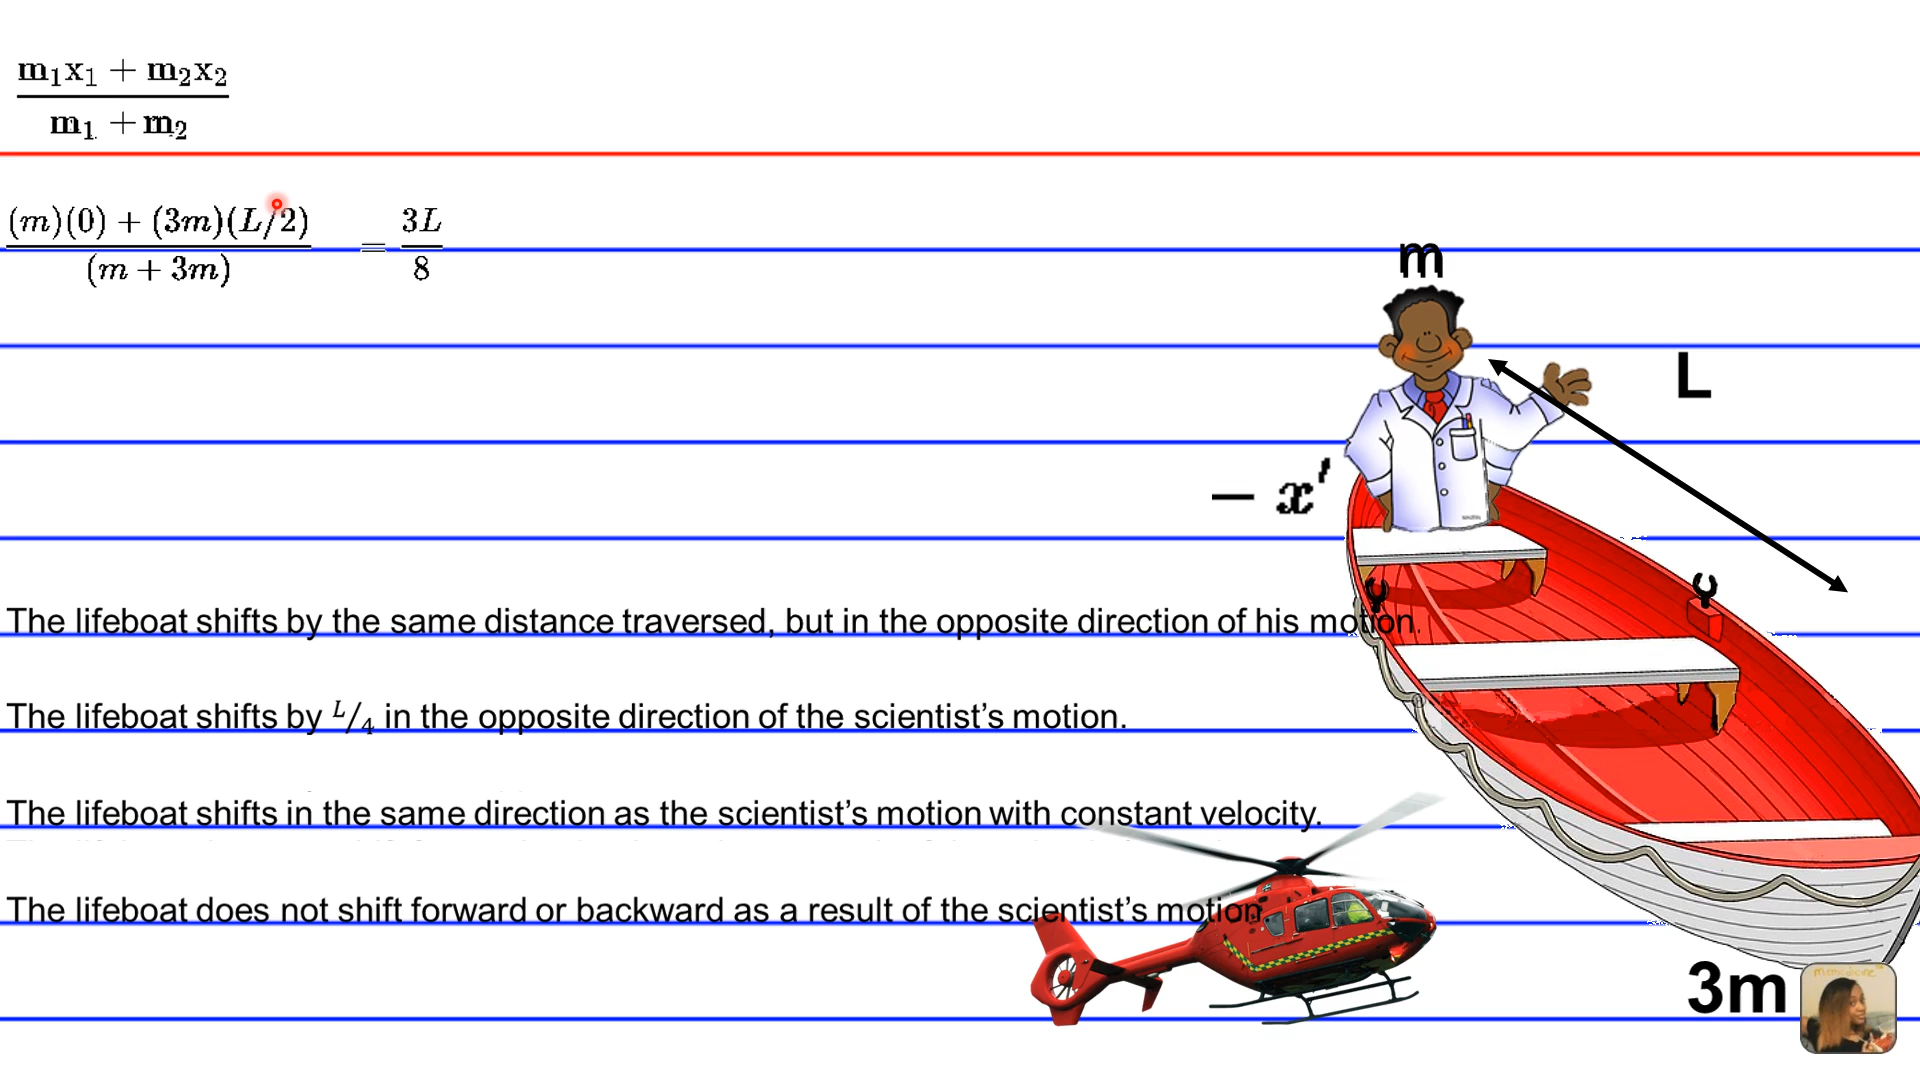 m₁x₁ + m₂x₂
m₁ + m₂
(m)(0) + (3m)(L/2)
(m + 3m)
= 3L
8
m
L
− x′
The lifeboat shifts by the same distance traversed, but in the opposite direction of his motion.
The lifeboat shifts by L/4 in the opposite direction of the scientist’s motion.
The lifeboat shifts in the same direction as the scientist’s motion with constant velocity.
The lifeboat does not shift forward or backward as a result of the scientist’s motion
3m